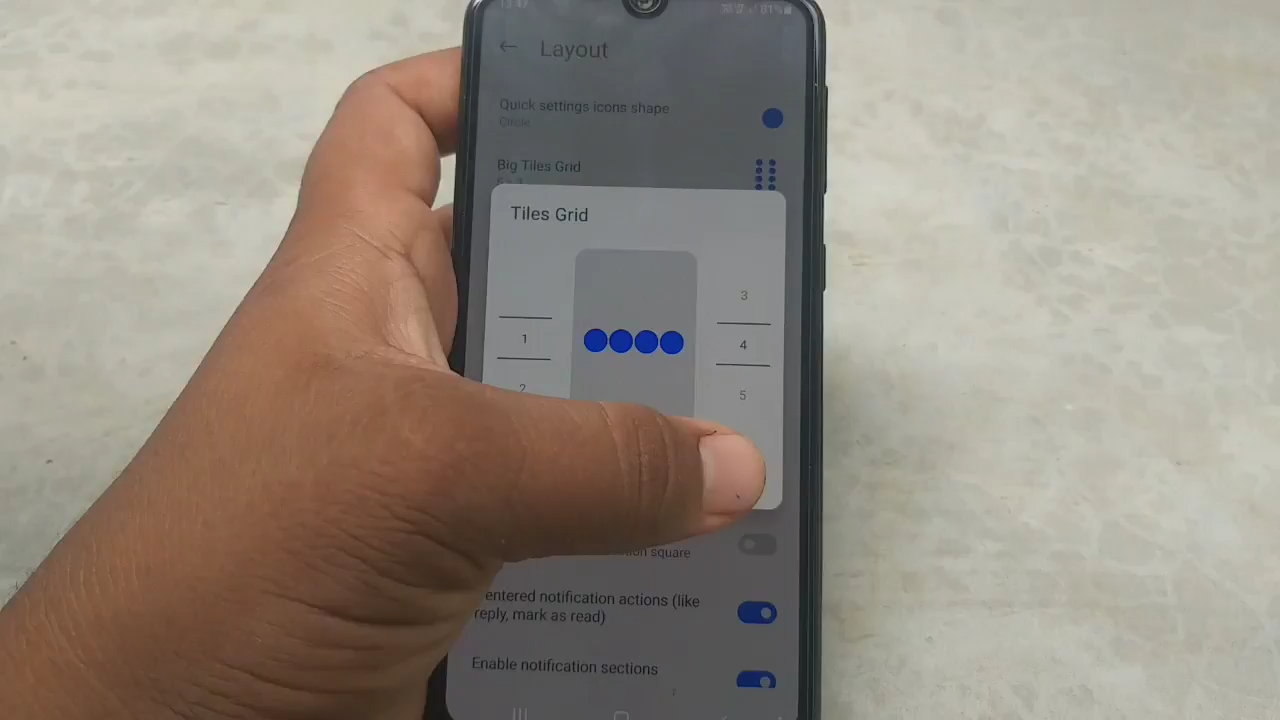 Layout
Quick settings icons shape
Circle
Big Tiles Grid
Tiles Grid
3
1
4
2
5
square
entered notification actions (like
reply, mark as read)
Enable notification sections